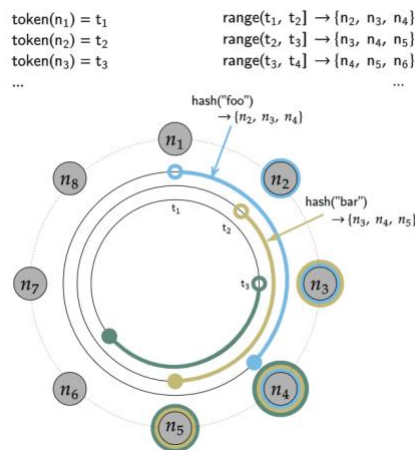 token(n₁) = t₁
range(t₁, t₂] → {n₂, n₃, n₄}
token(n₂) = t₂
range(t₂, t₃] → {n₃, n₄, n₅}
token(n₃) = t₃
range(t₃, t₄] → {n₄, n₅, n₆}
...
...
hash("foo")
→ {n₂, n₃, n₄}
n₁
n₈
n₂
hash("bar")
→ {n₃, n₄, n₅}
t₁
t₂
t₃
n₇
n₃
n₆
n₄
n₅